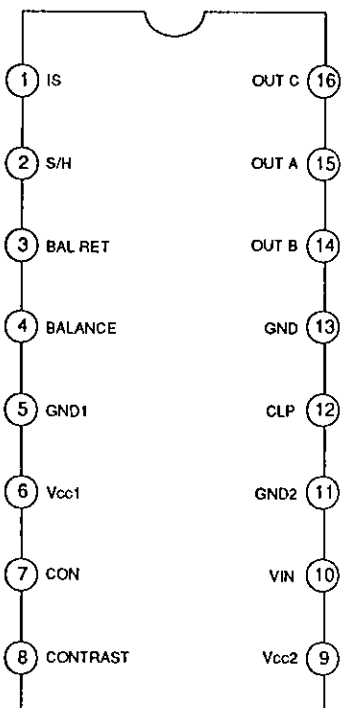 1 IS OUT C 16
2 S/H OUT A 15
3 BAL RET OUT B 14
4 BALANCE GND 13
5 GND1 CLP 12
6 Vcc1 GND2 11
7 CON VIN 10
8 CONTRAST Vcc2 9